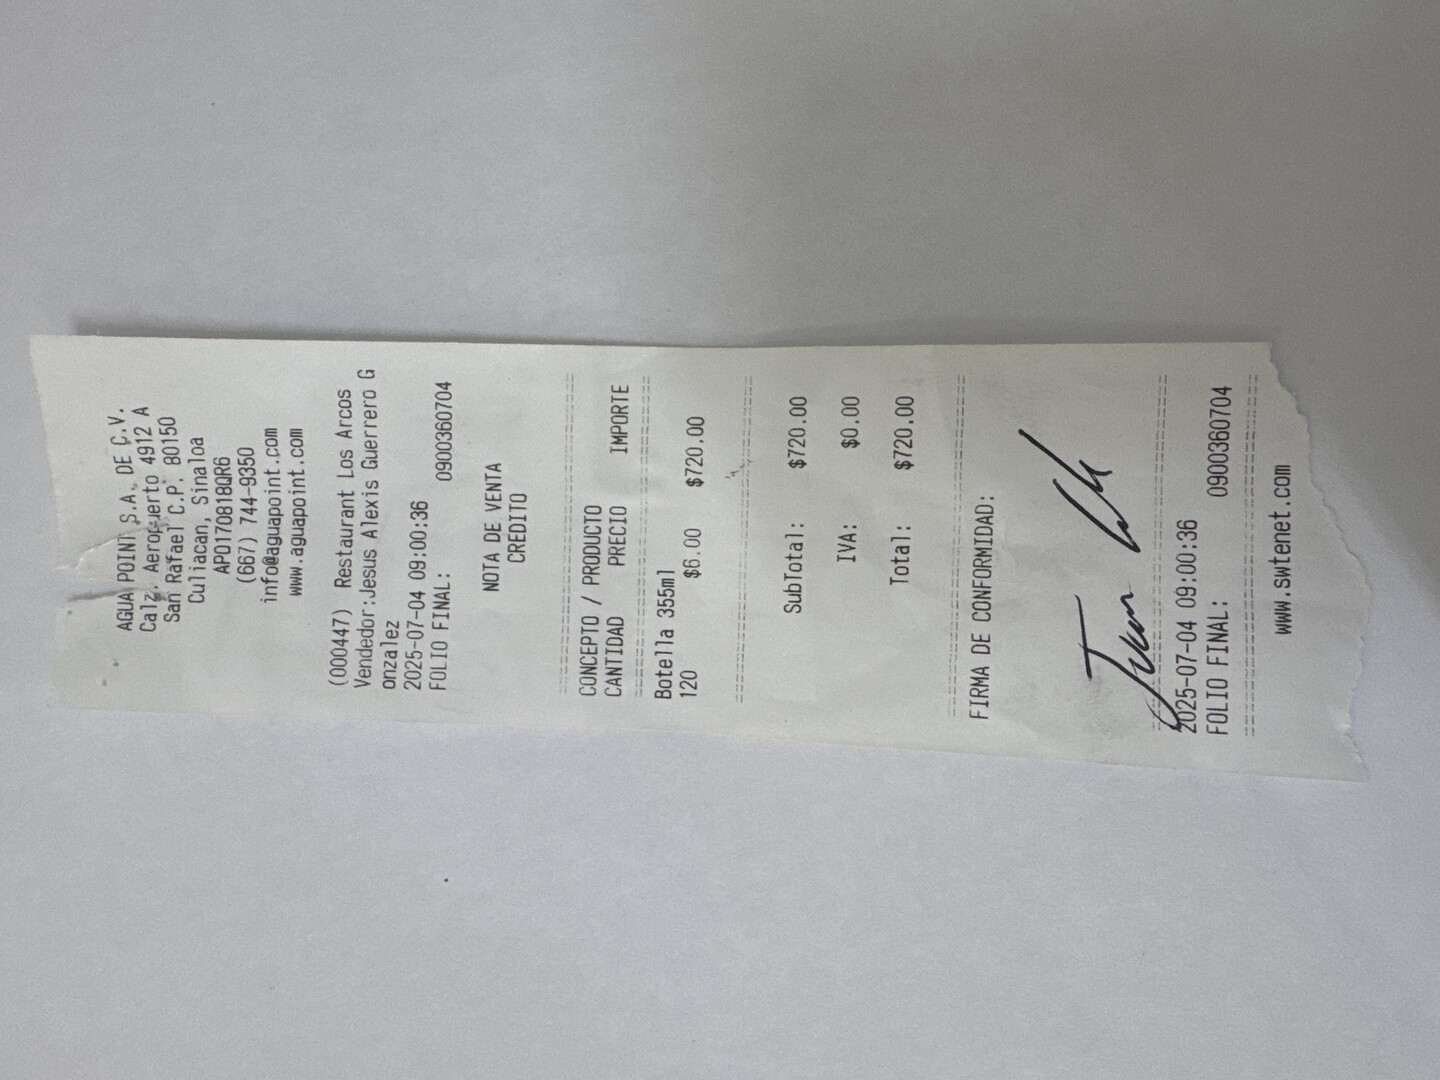 AGUA POINT S.A. DE C.V.
Calz. Aeropuerto 4912 A
San Rafael C.P. 80150
Culiacan, Sinaloa
APO170818QR6
(667) 744-9350
info@aguapoint.com
www.aguapoint.com
(000447) Restaurant Los Arcos
Vendedor:Jesus Alexis Guerrero G
onzalez
2025-07-04 09:00:36
FOLIO FINAL: 0900360704
NOTA DE VENTA
CREDITO
CONCEPTO / PRODUCTO
CANTIDAD PRECIO IMPORTE
Botella 355ml
120 $6.00 $720.00
SubTotal: $720.00
IVA: $0.00
Total: $720.00
FIRMA DE CONFORMIDAD:
2025-07-04 09:00:36
FOLIO FINAL: 0900360704
www.swtenet.com